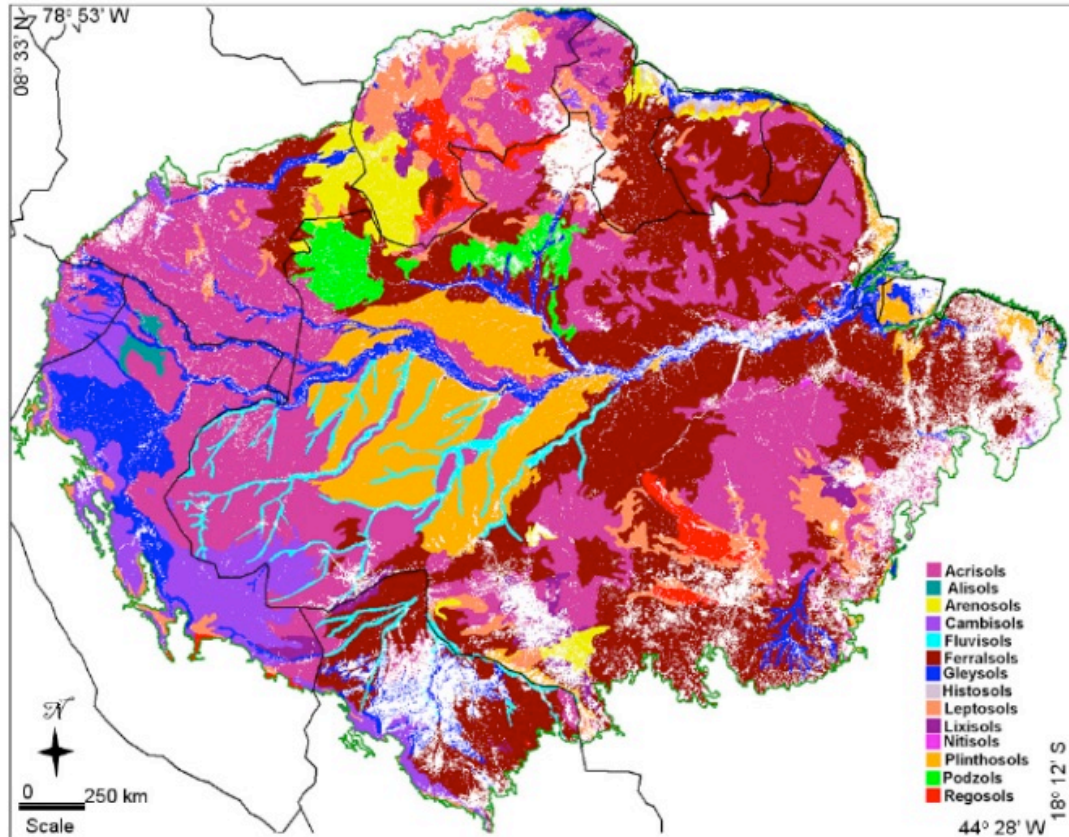 78° 53' W
08° 33' N
Acrisols
Alisols
Arenosols
Cambisols
Fluvisols
Ferralsols
Gleysols
Histosols
Leptosols
Lixisols
Nitisols
Plinthosols
Podzols
Regosols
N
0 250 km
Scale
18° 12' S
44° 28' W